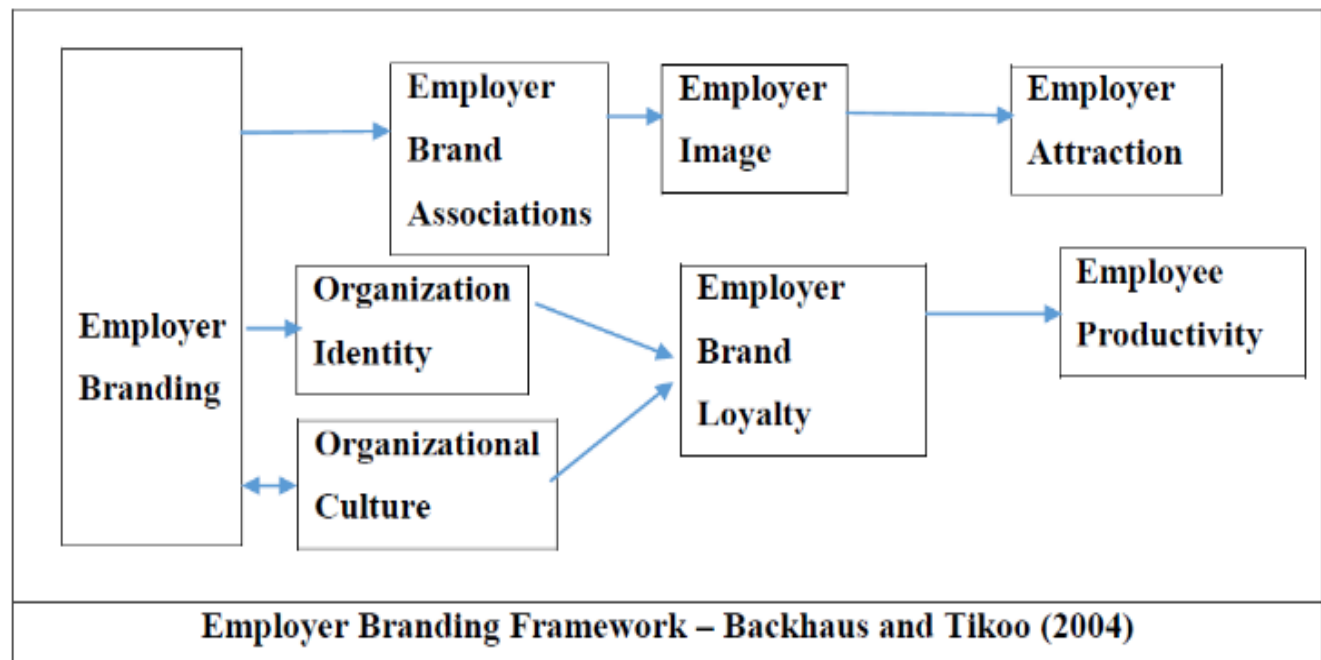 Employer
Branding
Employer
Brand
Associations
Employer
Image
Employer
Attraction
Organization
Identity
Organizational
Culture
Employer
Brand
Loyalty
Employee
Productivity
Employer Branding Framework – Backhaus and Tikoo (2004)